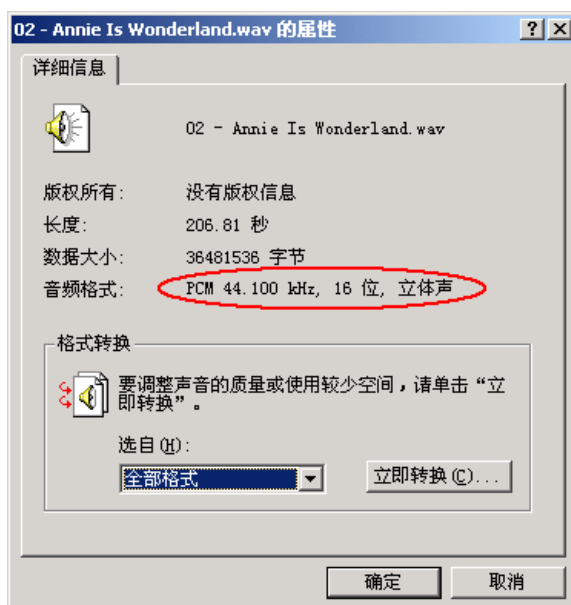 02 - Annie Is Wonderland.wav 的属性
详细信息
02 - Annie Is Wonderland.wav
版权所有: 没有版权信息
长度: 206.81 秒
数据大小: 36481536 字节
音频格式: PCM 44.100 kHz, 16 位, 立体声
格式转换
要调整声音的质量或使用较少空间，请单击“立
即转换”。
选自(H):
全部格式 立即转换(C)...
确定 取消